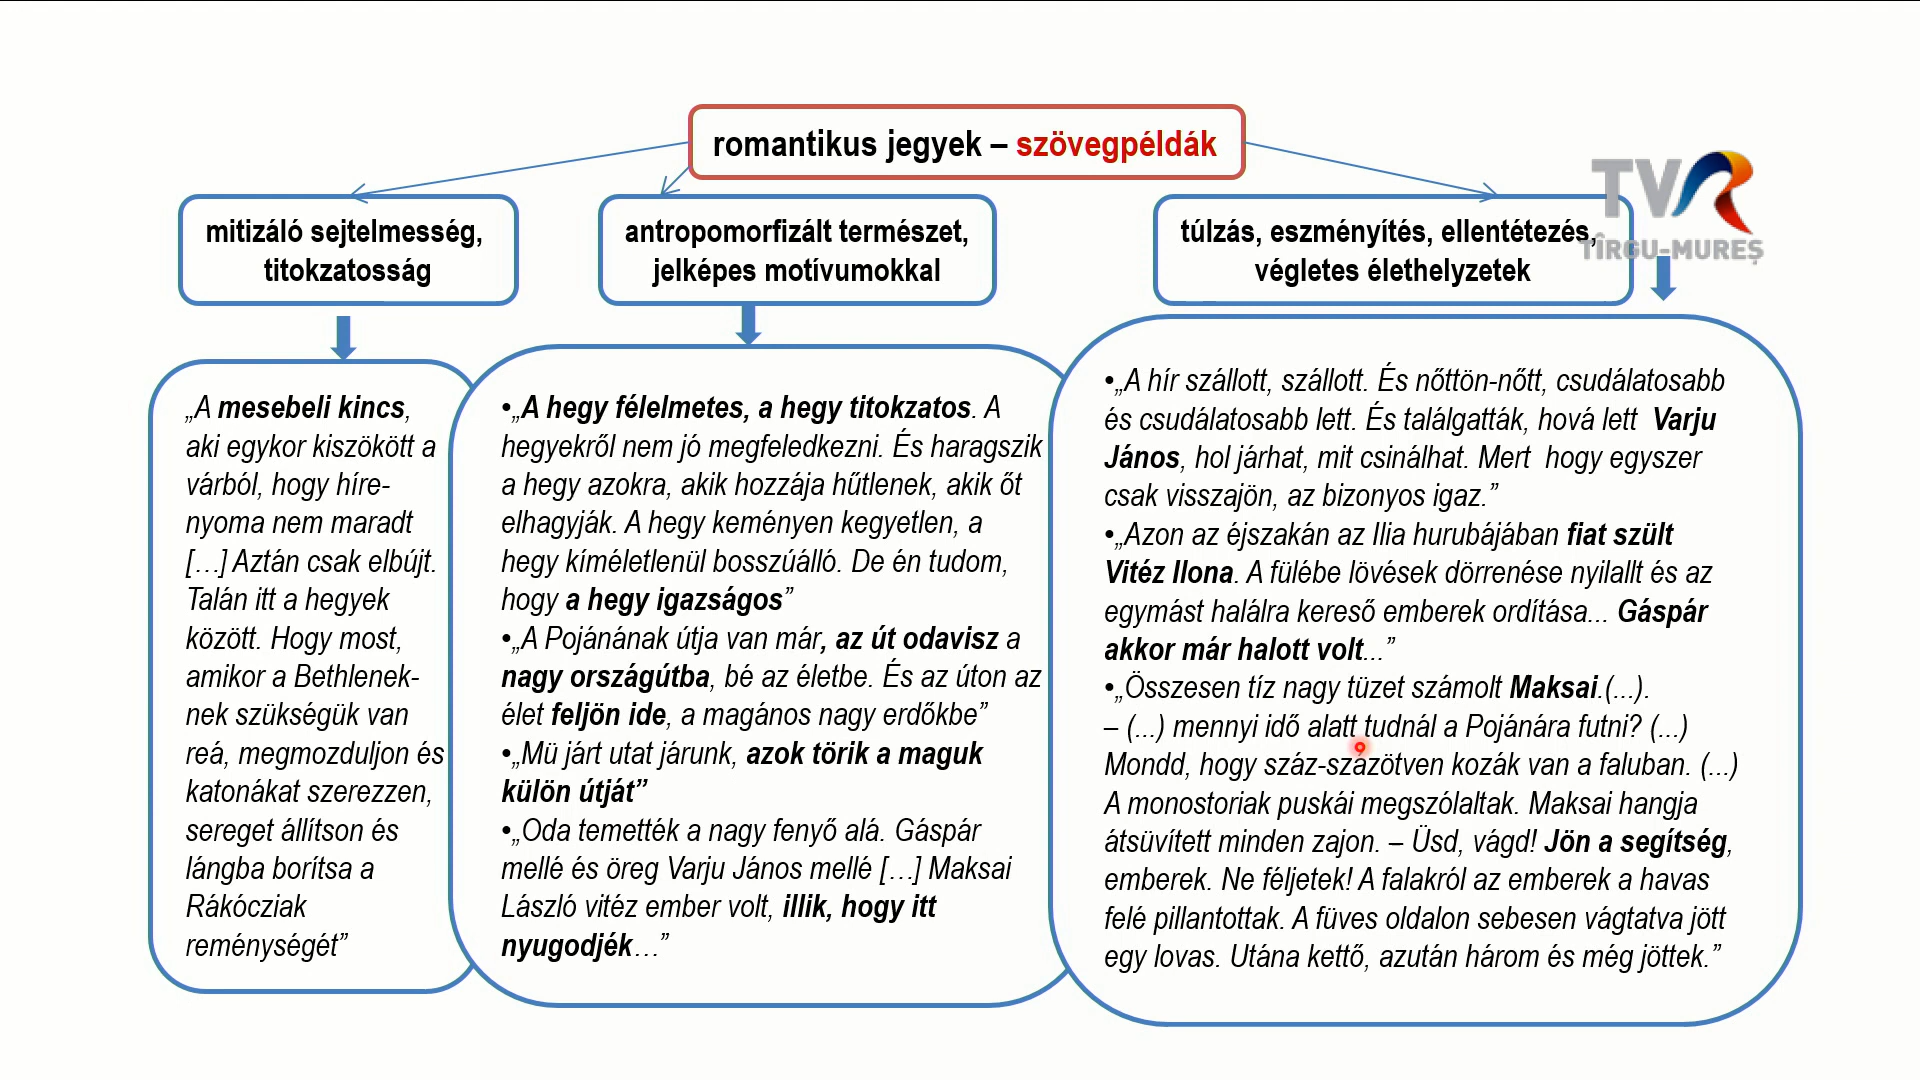 romantikus jegyek – szövegpéldák
TVR
TÎRGU-MUREȘ
mitizáló sejtelmesség,
titokzatosság
antropomorfizált természet,
jelképes motívumokkal
túlzás, eszményítés, ellentétezés,
végletes élethelyzetek
„A mesebeli kincs,
aki egykor kiszökött a
várból, hogy híre-
nyoma nem maradt
[…] Aztán csak elbújt.
Talán itt a hegyek
között. Hogy most,
amikor a Bethlenek-
nek szükségük van
reá, megmozduljon és
katonákat szerezzen,
sereget állítson és
lángba borítsa a
Rákócziak
reménységét”
•„A hegy félelmetes, a hegy titokzatos. A
hegyekről nem jó megfeledkezni. És haragszik
a hegy azokra, akik hozzája hűtlenek, akik őt
elhagyják. A hegy keményen kegyetlen, a
hegy kíméletlenül bosszúálló. De én tudom,
hogy a hegy igazságos”
•„A Pojánának útja van már, az út odavisz a
nagy országútba, bé az életbe. És az úton az
élet feljön ide, a magános nagy erdőkbe”
•„Mü járt utat járunk, azok törik a maguk
külön útját”
•„Oda temették a nagy fenyő alá. Gáspár
mellé és öreg Varju János mellé […] Maksai
László vitéz ember volt, illik, hogy itt
nyugodjék…”
•„A hír szállott, szállott. És nőttön-nőtt, csudálatosabb
és csudálatosabb lett. És találgatták, hová lett Varju
János, hol járhat, mit csinálhat. Mert hogy egyszer
csak visszajön, az bizonyos igaz.”
•„Azon az éjszakán az Ilia hurubájában fiat szült
Vitéz Ilona. A fülébe lövések dörrenése nyilallt és az
egymást halálra kereső emberek ordítása... Gáspár
akkor már halott volt...”
•„Összesen tíz nagy tüzet számolt Maksai.(...).
– (...) mennyi idő alatt tudnál a Pojánára futni? (...)
Mondd, hogy száz-százötven kozák van a faluban. (...)
A monostoriak puskái megszólaltak. Maksai hangja
átsüvített minden zajon. – Üsd, vágd! Jön a segítség,
emberek. Ne féljetek! A falakról az emberek a havas
felé pillantottak. A füves oldalon sebesen vágtatva jött
egy lovas. Utána kettő, azután három és még jöttek.”